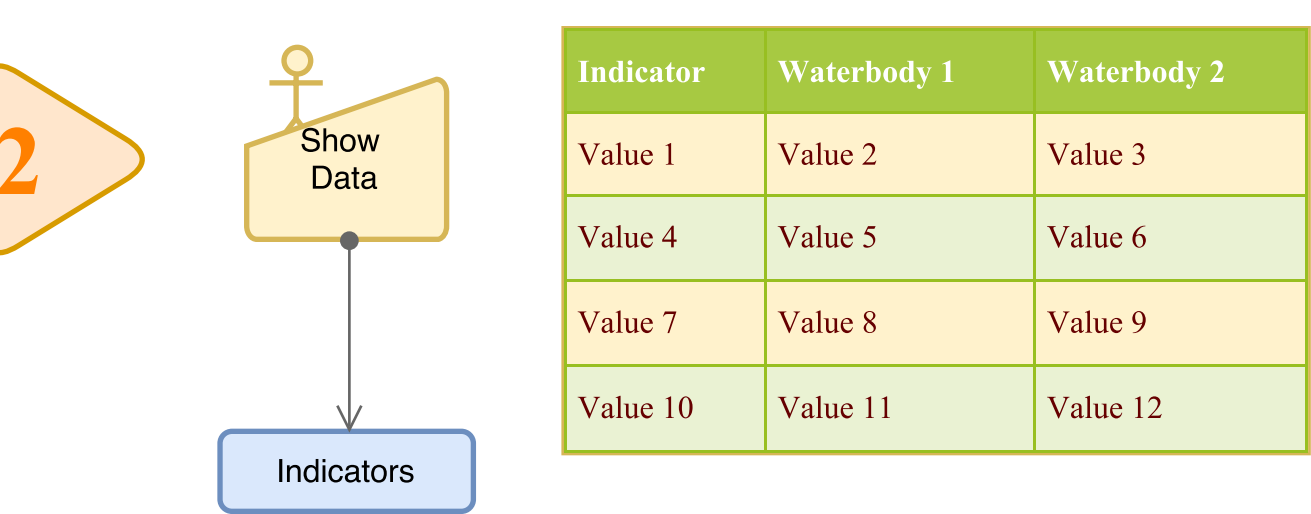 2
Show
Data
Indicators
Indicator Waterbody 1 Waterbody 2
Value 1 Value 2 Value 3
Value 4 Value 5 Value 6
Value 7 Value 8 Value 9
Value 10 Value 11 Value 12